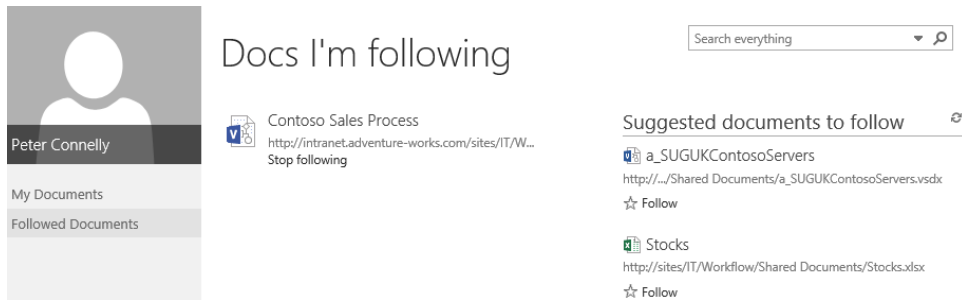 Peter Connelly
My Documents
Followed Documents
Docs I'm following
Contoso Sales Process
http://intranet.adventure-works.com/sites/IT/W...
Stop following
Search everything
Suggested documents to follow
a_SUGUKContosoServers
http://.../Shared Documents/a_SUGUKContosoServers.vsdx
Follow
Stocks
http://sites/IT/Workflow/Shared Documents/Stocks.xlsx
Follow